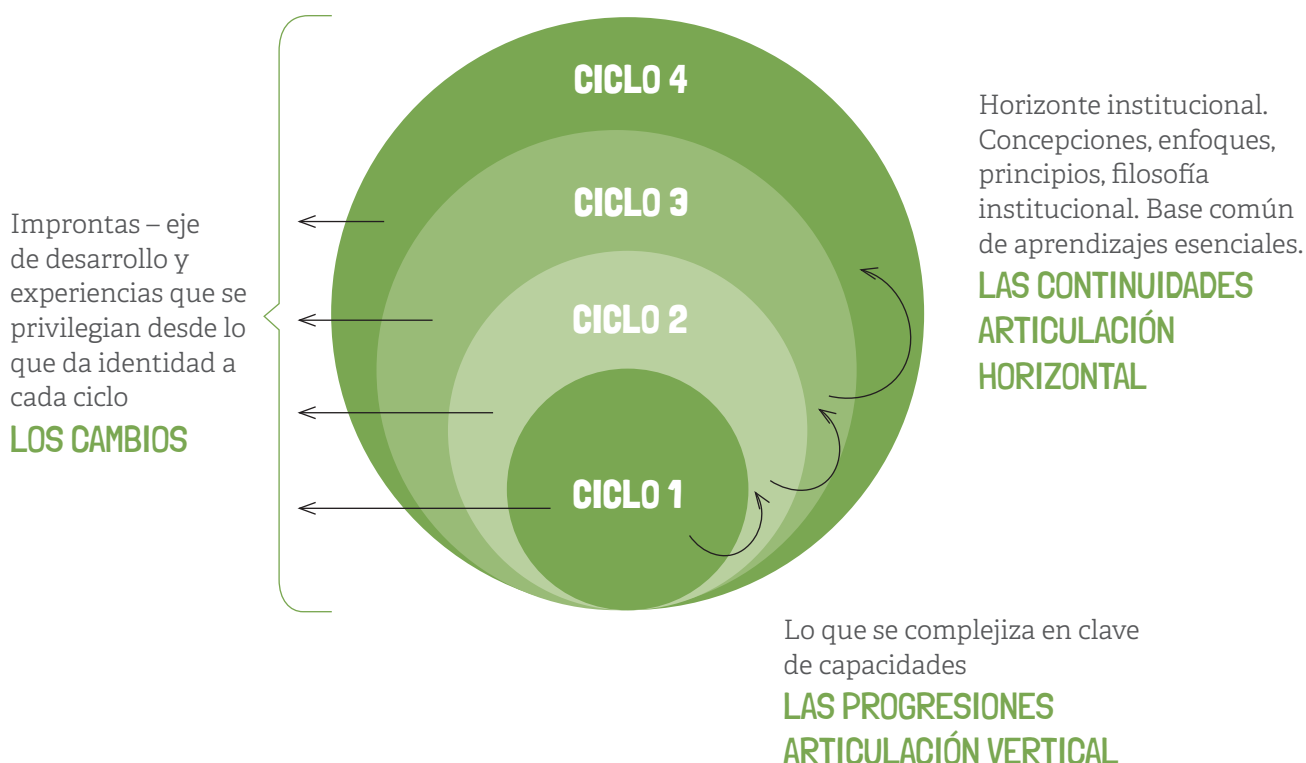 CICLO 4
CICLO 3
CICLO 2
CICLO 1
Improntas – eje
de desarrollo y
experiencias que se
privilegian desde lo
que da identidad a
cada ciclo
LOS CAMBIOS
Horizonte institucional.
Concepciones, enfoques,
principios, filosofía
institucional. Base común
de aprendizajes esenciales.
LAS CONTINUIDADES
ARTICULACIÓN
HORIZONTAL
Lo que se complejiza en clave
de capacidades
LAS PROGRESIONES
ARTICULACIÓN VERTICAL